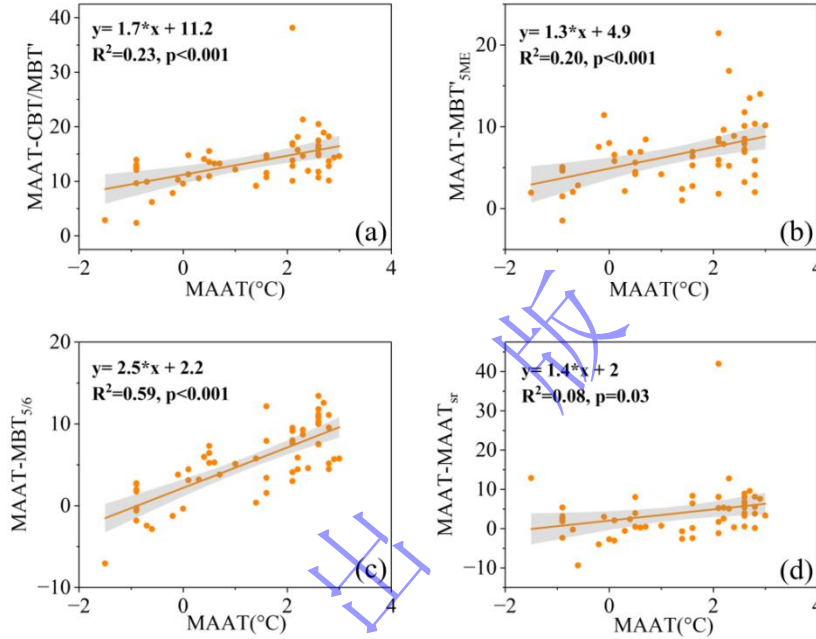 y= 1.7*x + 11.2
R²=0.23, p<0.001
MAAT-CBT/MBT'
40
30
20
10
0
(a)
−2
0
2
4
MAAT(°C)
y= 1.3*x + 4.9
R²=0.20, p<0.001
MAAT-MBT'5ME
20
10
0
(b)
−2
0
2
4
MAAT(°C)
y= 2.5*x + 2.2
R²=0.59, p<0.001
MAAT-MBT5/6
20
10
0
−10
(c)
−2
0
2
4
MAAT(°C)
y= 1.4*x + 2
R²=0.08, p=0.03
MAAT-MAATsr
40
30
20
10
0
−10
(d)
−2
0
2
4
MAAT(°C)
出版